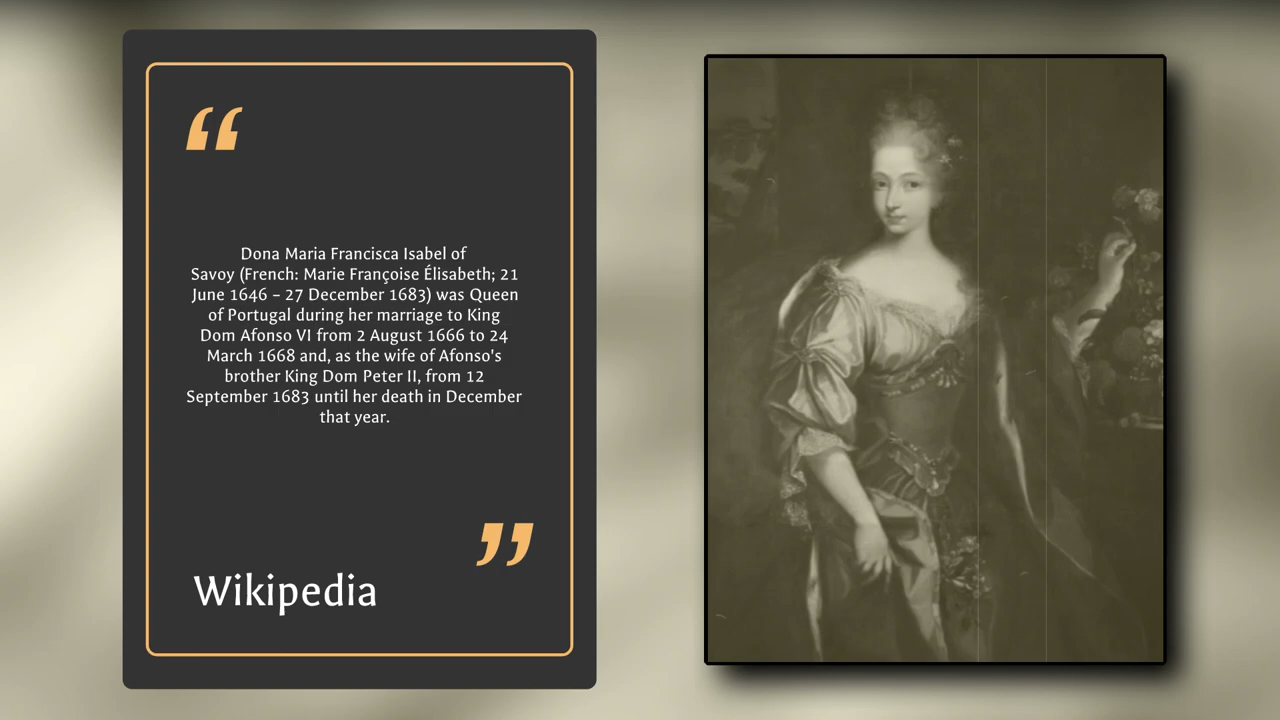 “
Dona Maria Francisca Isabel of
Savoy (French: Marie Françoise Élisabeth; 21
June 1646 – 27 December 1683) was Queen
of Portugal during her marriage to King
Dom Afonso VI from 2 August 1666 to 24
March 1668 and, as the wife of Afonso's
brother King Dom Peter II, from 12
September 1683 until her death in December
that year.
”
Wikipedia